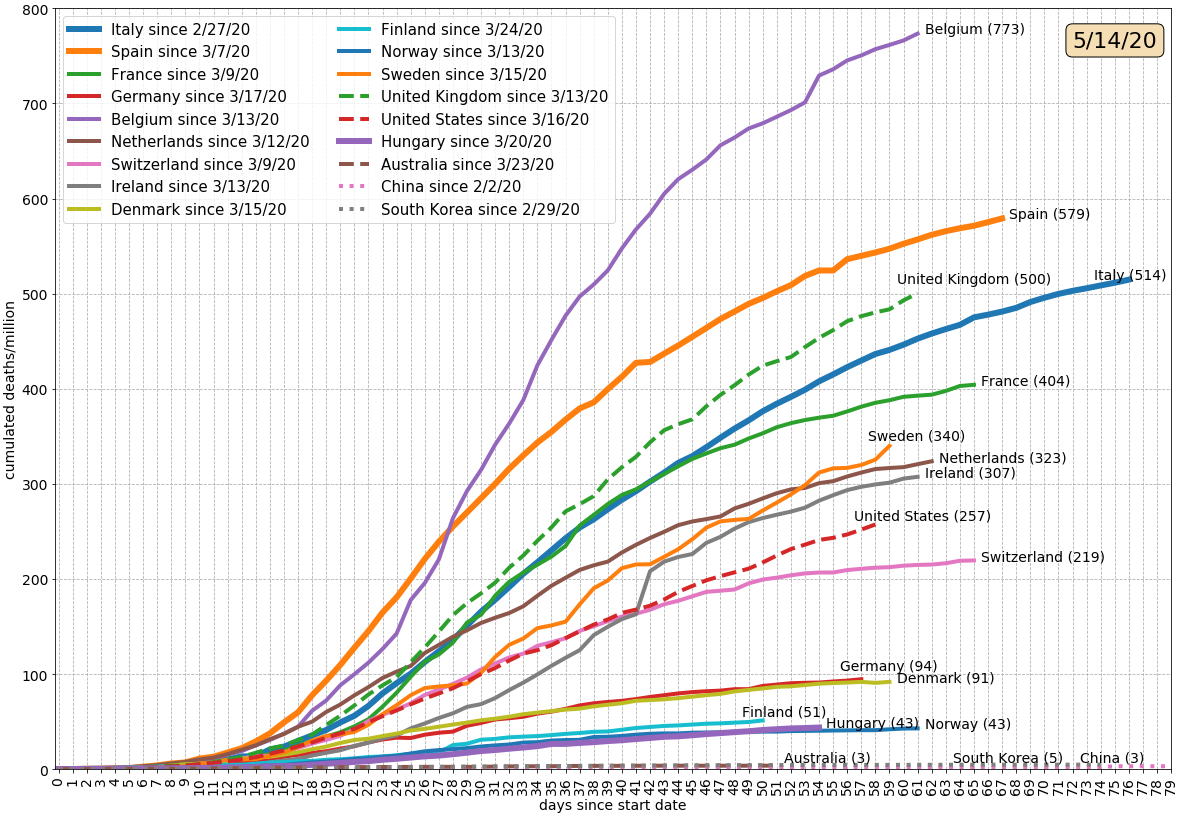 800
700
600
500
400
300
200
100
0
cumulated deaths/million
Italy since 2/27/20
Spain since 3/7/20
France since 3/9/20
Germany since 3/17/20
Belgium since 3/13/20
Netherlands since 3/12/20
Switzerland since 3/9/20
Ireland since 3/13/20
Denmark since 3/15/20
Finland since 3/24/20
Norway since 3/13/20
Sweden since 3/15/20
United Kingdom since 3/13/20
United States since 3/16/20
Hungary since 3/20/20
Australia since 3/23/20
China since 2/2/20
South Korea since 2/29/20
5/14/20
Belgium (773)
Spain (579)
United Kingdom (500)
Italy (514)
France (404)
Sweden (340)
Netherlands (323)
Ireland (307)
United States (257)
Switzerland (219)
Germany (94)
Denmark (91)
Finland (51)
Hungary (43)
Norway (43)
Australia (3)
South Korea (5)
China (3)
0 1 2 3 4 5 6 7 8 9 10 11 12 13 14 15 16 17 18 19 20 21 22 23 24 25 26 27 28 29 30 31 32 33 34 35 36 37 38 39 40 41 42 43 44 45 46 47 48 49 50 51 52 53 54 55 56 57 58 59 60 61 62 63 64 65 66 67 68 69 70 71 72 73 74 75 76 77 78 79
days since start date